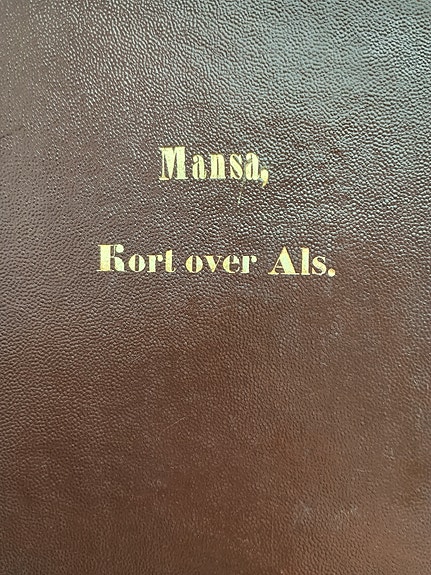 Mansa,
Kort over Als.